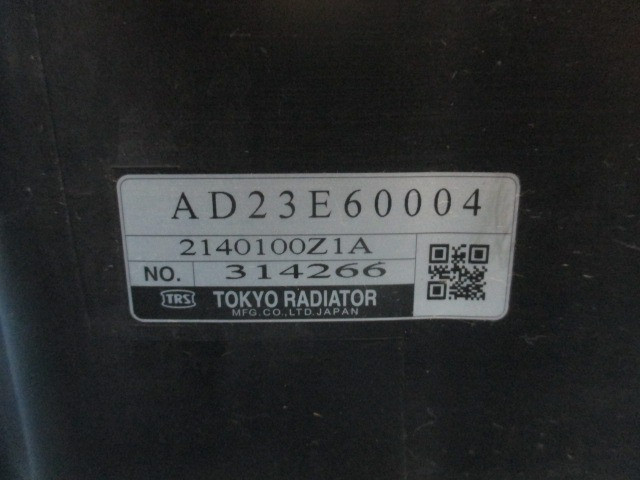 AD23E60004
2140100Z1A
NO. 314266
TRS TOKYO RADIATOR
MFG.CO.,LTD.JAPAN